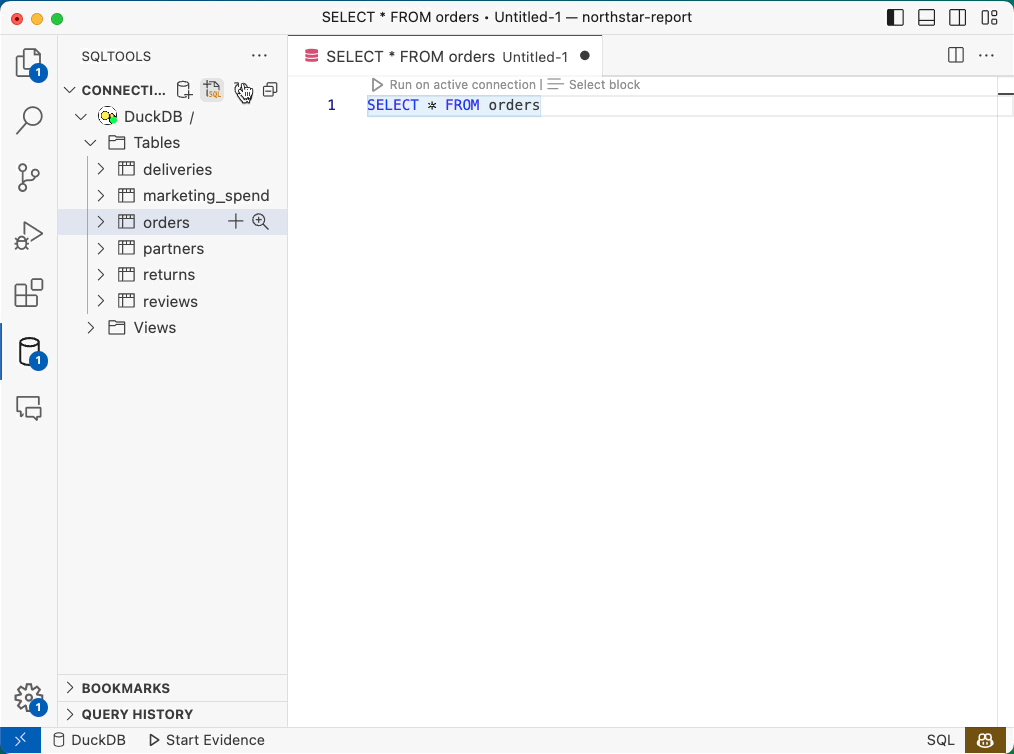 SELECT * FROM orders • Untitled-1 — northstar-report
SQLTOOLS
SELECT * FROM orders Untitled-1
CONNECTI...
SQL
Run on active connection | Select block
1 SELECT * FROM orders
DuckDB /
Tables
deliveries
marketing_spend
orders
partners
returns
reviews
Views
1
1
1
BOOKMARKS
QUERY HISTORY
DuckDB
Start Evidence
SQL